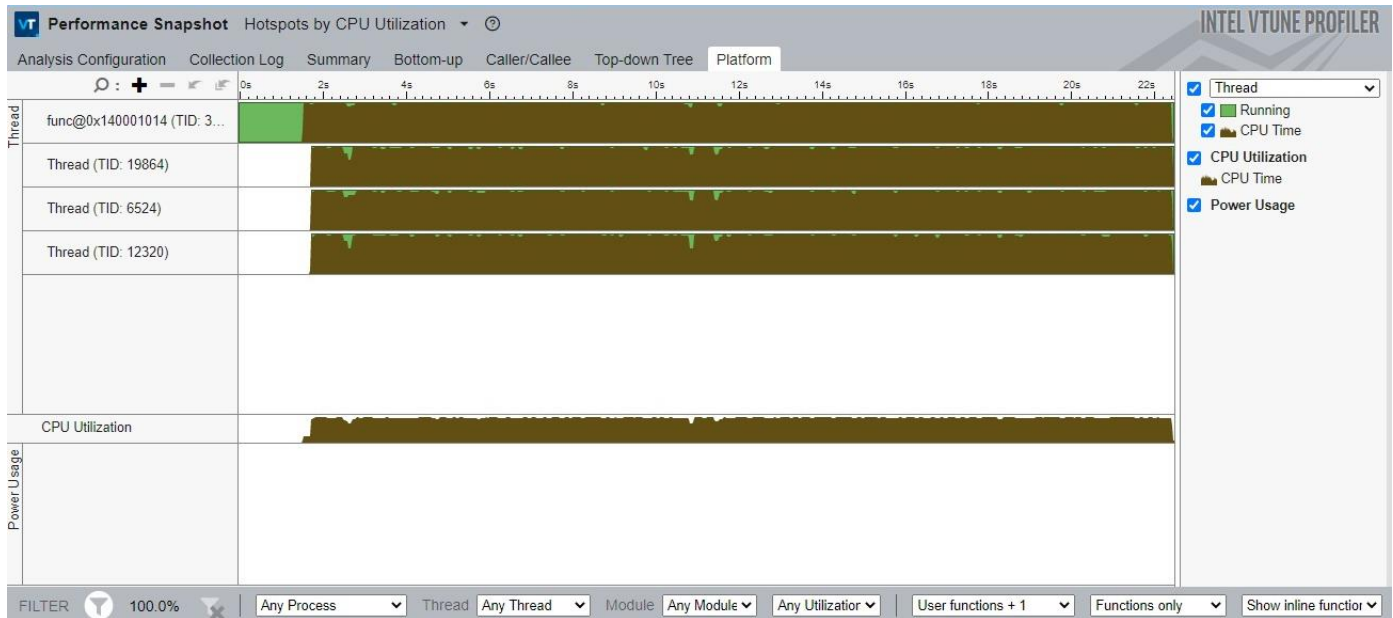 VT Performance Snapshot Hotspots by CPU Utilization INTEL VTUNE PROFILER
Analysis Configuration Collection Log Summary Bottom-up Caller/Callee Top-down Tree Platform
0s 2s 4s 6s 8s 10s 12s 14s 16s 18s 20s 22s
Thread
func@0x140001014 (TID: 3...
Thread (TID: 19864)
Thread (TID: 6524)
Thread (TID: 12320)
CPU Utilization
Power Usage
Thread
Running
CPU Time
CPU Utilization
CPU Time
Power Usage
FILTER 100.0% Any Process Thread Any Thread Module Any Module Any Utilization User functions + 1 Functions only Show inline function